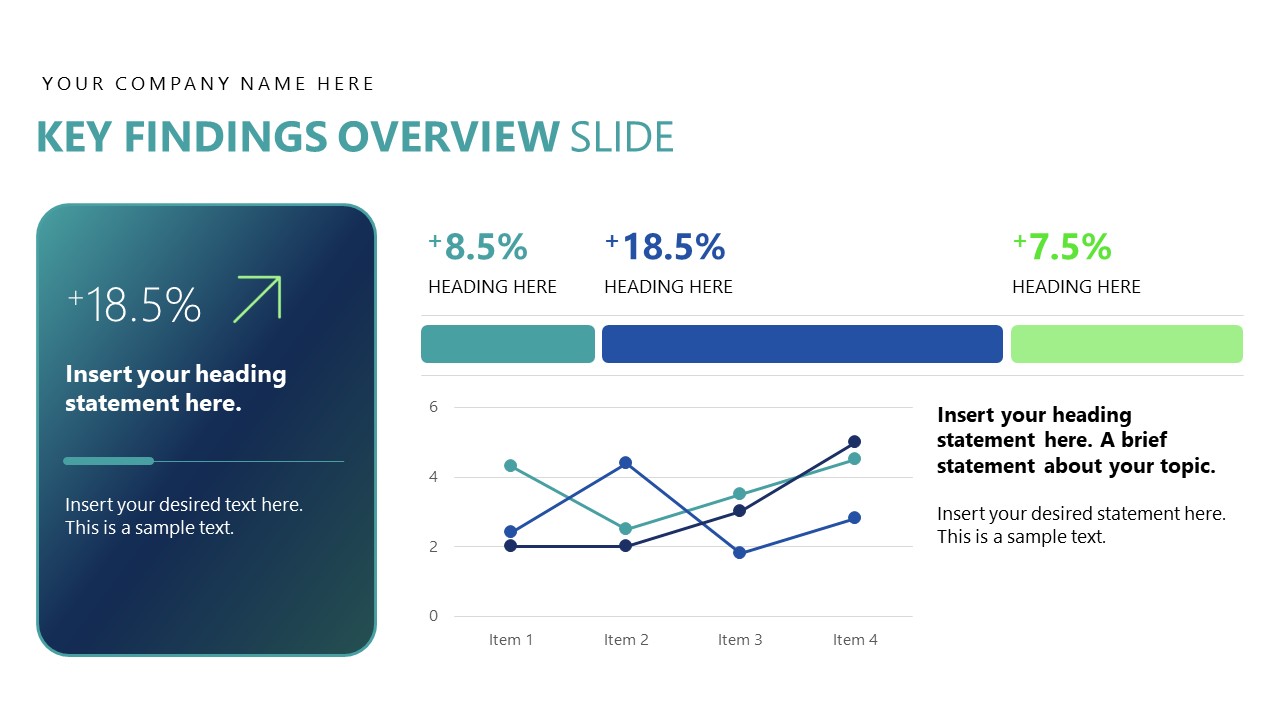 YOUR COMPANY NAME HERE
KEY FINDINGS OVERVIEW SLIDE
+18.5%
Insert your heading
statement here.
Insert your desired text here.
This is a sample text.
+8.5%
HEADING HERE
+18.5%
HEADING HERE
+7.5%
HEADING HERE
6
4
2
0
Item 1
Item 2
Item 3
Item 4
Insert your heading
statement here. A brief
statement about your topic.
Insert your desired statement here.
This is a sample text.